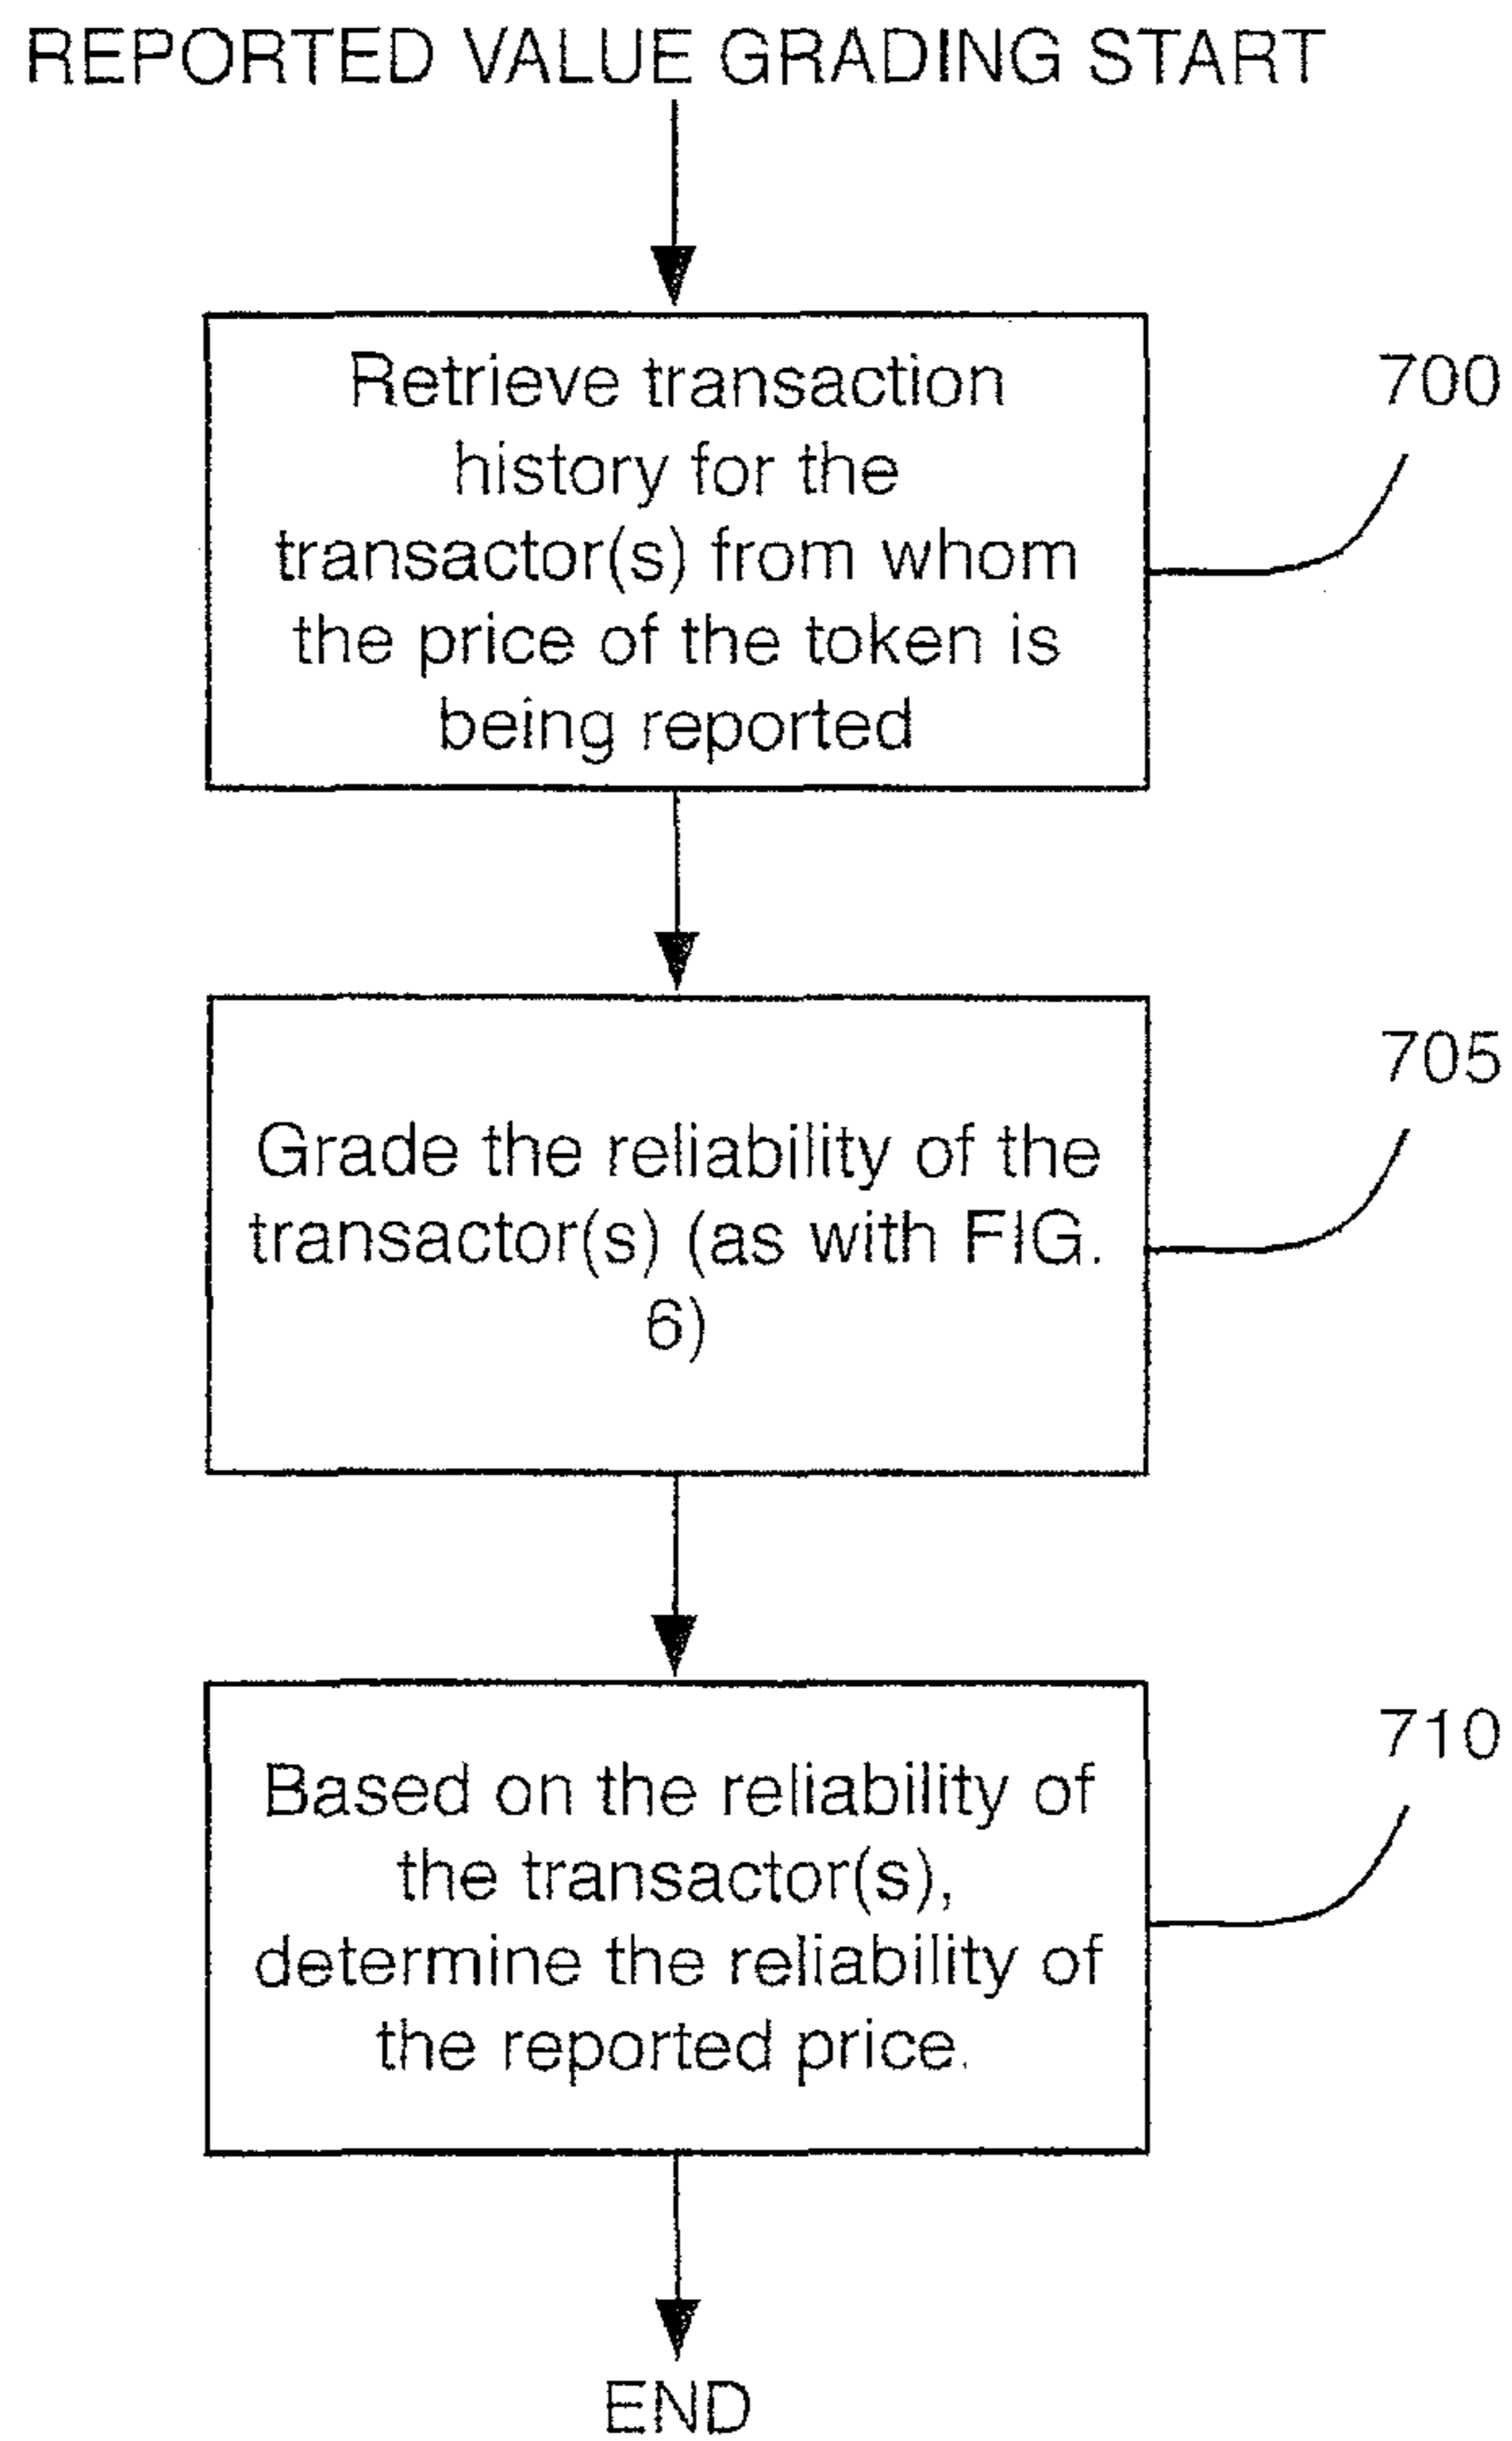 REPORTED VALUE GRADING START
Retrieve transaction
history for the
transactor(s) from whom
the price of the token is
being reported
700
Grade the reliability of the
transactor(s) (as with FIG.
6)
705
Based on the reliability of
the transactor(s),
determine the reliability of
the reported price.
710
END